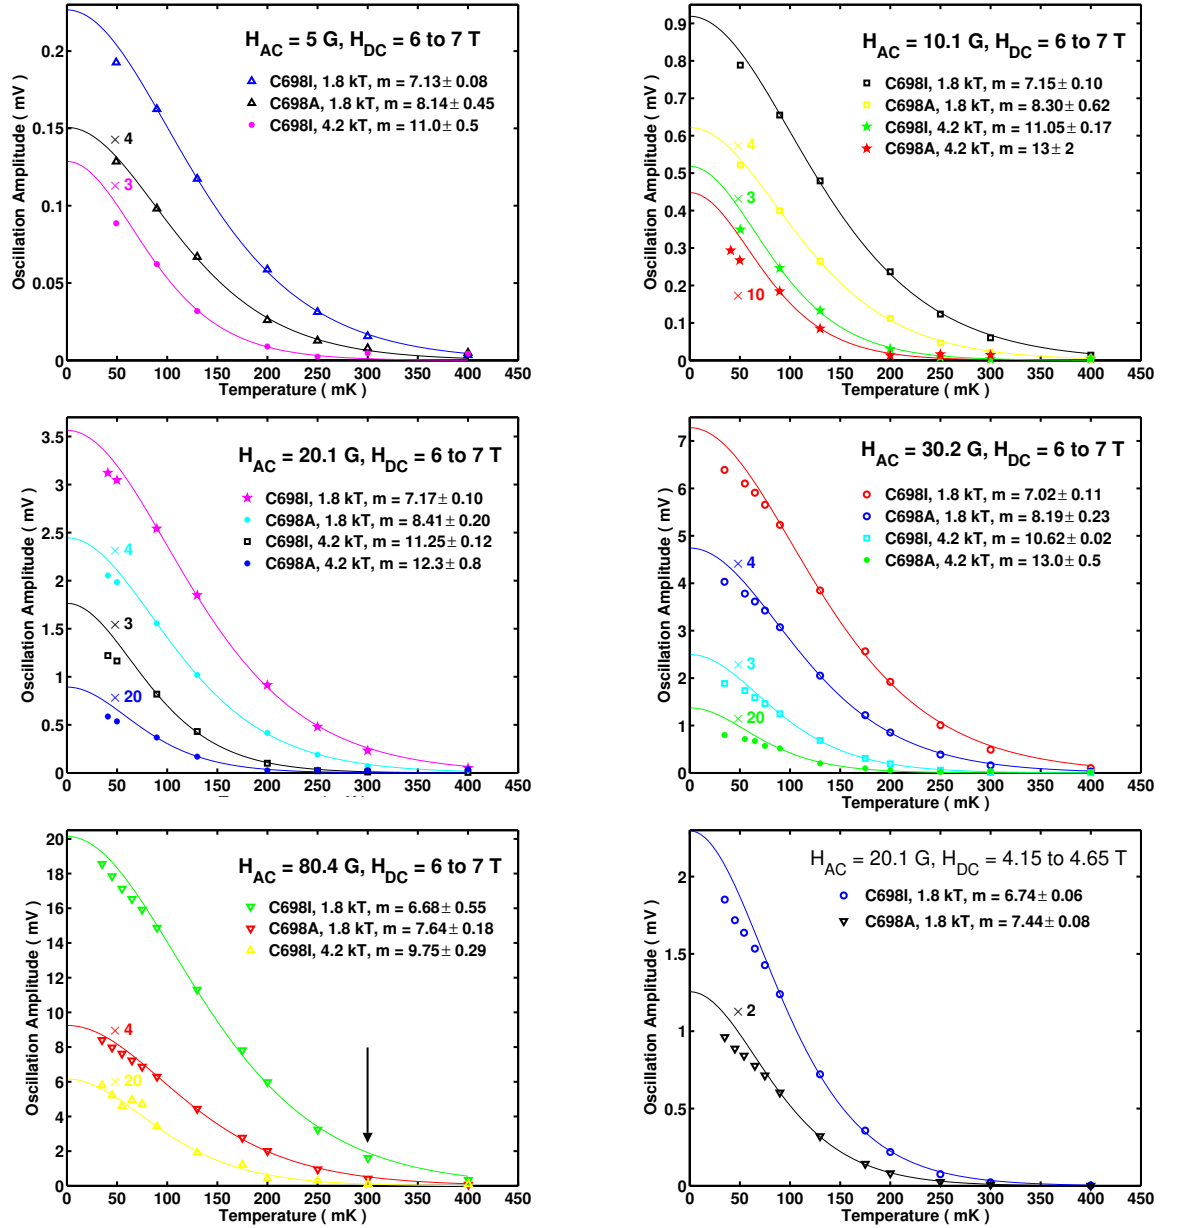 H_AC = 5 G, H_DC = 6 to 7 T
C698I, 1.8 kT, m = 7.13± 0.08
C698A, 1.8 kT, m = 8.14± 0.45
C698I, 4.2 kT, m = 11.0± 0.5
× 4
× 3
0.2
0.15
0.1
0.05
0
0 50 100 150 200 250 300 350 400 450
Temperature ( mK )
Oscillation Amplitude ( mV )
H_AC = 10.1 G, H_DC = 6 to 7 T
C698I, 1.8 kT, m = 7.15± 0.10
C698A, 1.8 kT, m = 8.30± 0.62
C698I, 4.2 kT, m = 11.05± 0.17
C698A, 4.2 kT, m = 13± 2
× 4
× 3
× 10
0.9
0.8
0.7
0.6
0.5
0.4
0.3
0.2
0.1
0
0 50 100 150 200 250 300 350 400 450
Temperature ( mK )
Oscillation Amplitude ( mV )
H_AC = 20.1 G, H_DC = 6 to 7 T
C698I, 1.8 kT, m = 7.17± 0.10
C698A, 1.8 kT, m = 8.41± 0.20
C698I, 4.2 kT, m = 11.25± 0.12
C698A, 4.2 kT, m = 12.3± 0.8
× 4
× 3
× 20
3.5
3
2.5
2
1.5
1
0.5
0
0 50 100 150 200 250 300 350 400 450
Oscillation Amplitude ( mV )
H_AC = 30.2 G, H_DC = 6 to 7 T
C698I, 1.8 kT, m = 7.02± 0.11
C698A, 1.8 kT, m = 8.19± 0.23
C698I, 4.2 kT, m = 10.62± 0.02
C698A, 4.2 kT, m = 13.0± 0.5
× 4
× 3
× 20
7
6
5
4
3
2
1
0
0 50 100 150 200 250 300 350 400 450
Temperature ( mK )
Oscillation Amplitude ( mV )
H_AC = 80.4 G, H_DC = 6 to 7 T
C698I, 1.8 kT, m = 6.68± 0.55
C698A, 1.8 kT, m = 7.64± 0.18
C698I, 4.2 kT, m = 9.75± 0.29
× 4
× 20
20
18
16
14
12
10
8
6
4
2
0
0 50 100 150 200 250 300 350 400 450
Temperature ( mK )
Oscillation Amplitude ( mV )
H_AC = 20.1 G, H_DC = 4.15 to 4.65 T
C698I, 1.8 kT, m = 6.74± 0.06
C698A, 1.8 kT, m = 7.44± 0.08
× 2
2
1.5
1
0.5
0
0 50 100 150 200 250 300 350 400 450
Temperature ( mK )
Oscillation Amplitude ( mV )